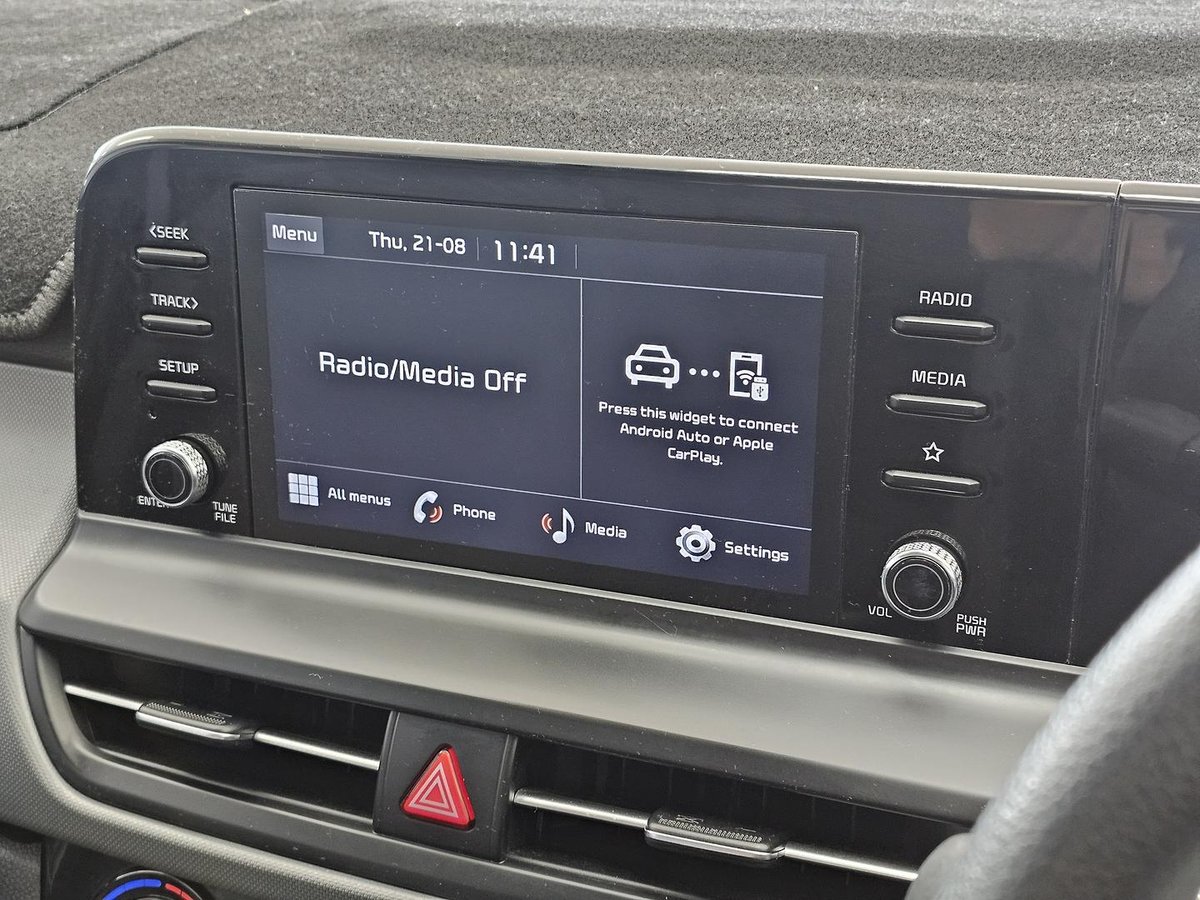 <SEEK
TRACK>
SETUP
ENTER
TUNE
FILE
Menu
Thu, 21-08
11:41
Radio/Media Off
Press this widget to connect
Android Auto or Apple
CarPlay.
All menus
Phone
Media
Settings
RADIO
MEDIA
VOL
PUSH
PWR